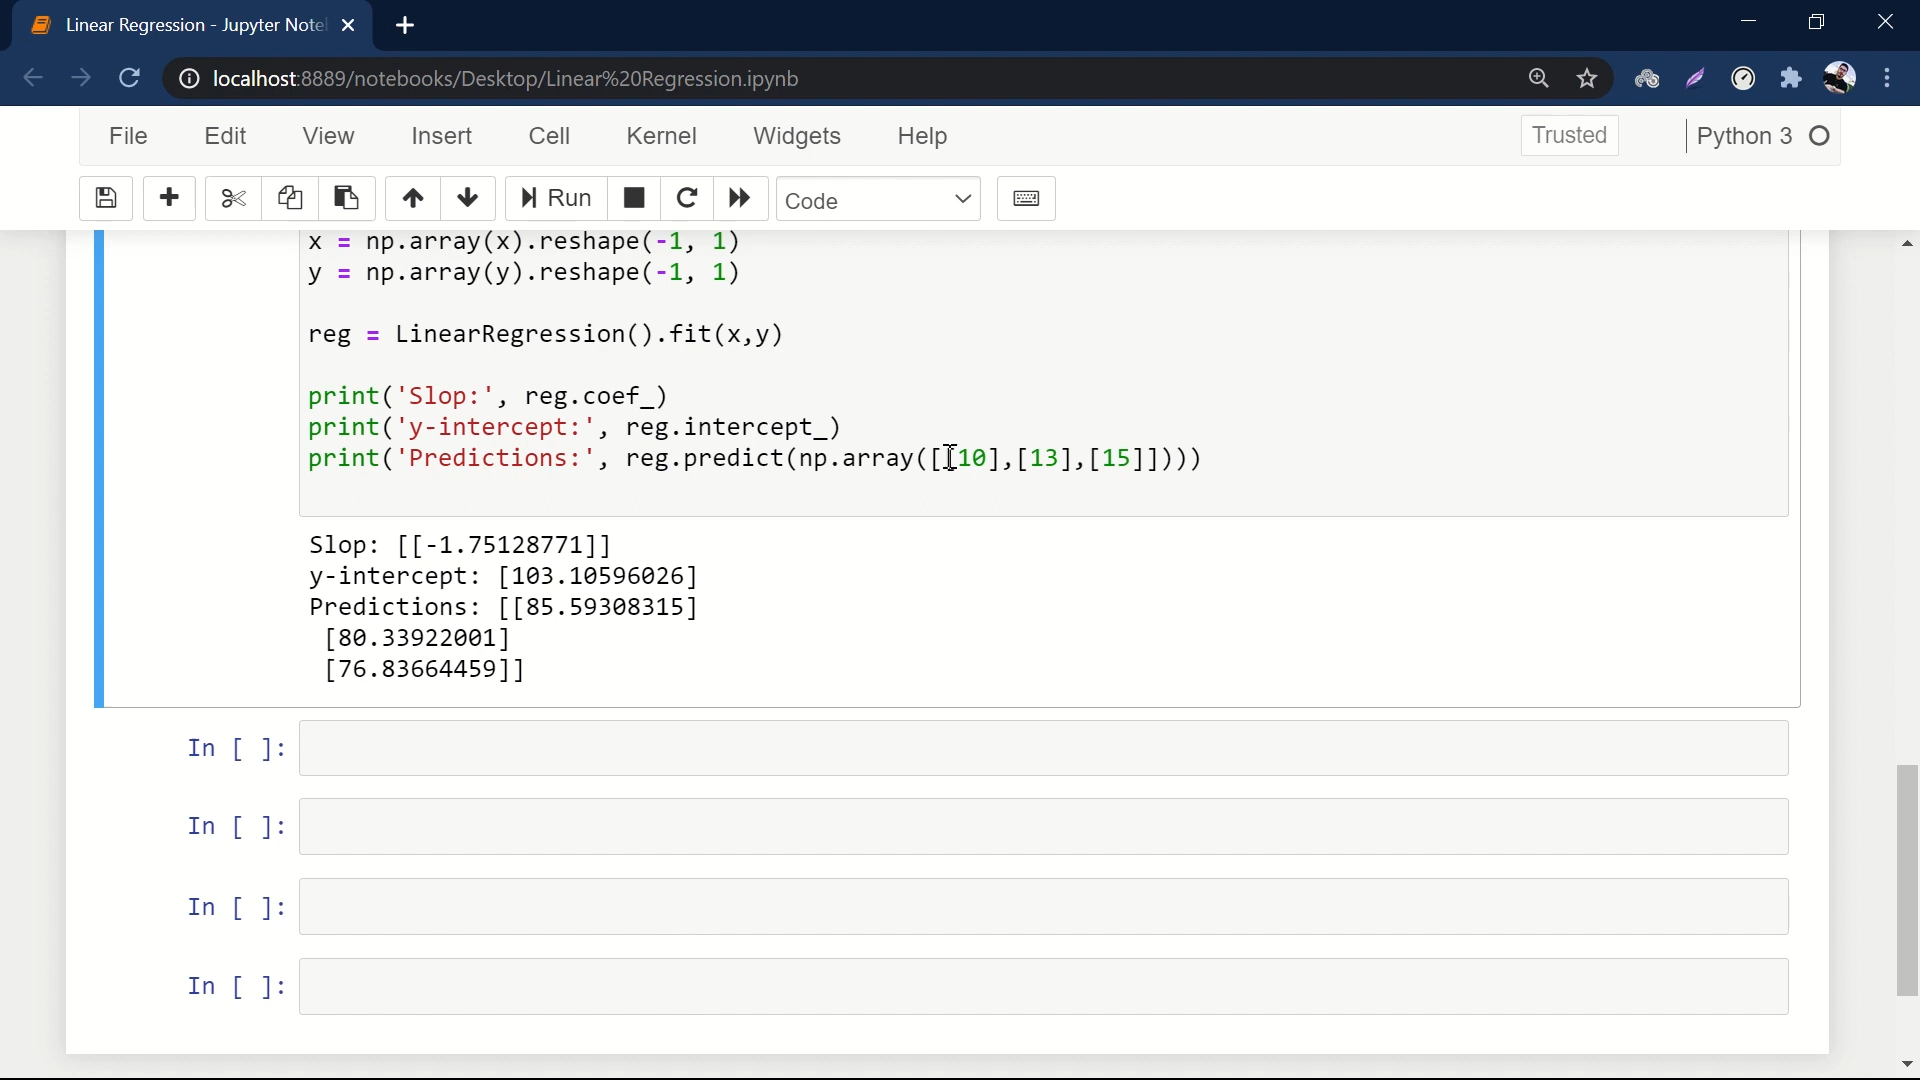 Linear Regression - Jupyter Note
localhost:8889/notebooks/Desktop/Linear%20Regression.ipynb
File Edit View Insert Cell Kernel Widgets Help Trusted Python 3
Run Code
x = np.array(x).reshape(-1, 1)
y = np.array(y).reshape(-1, 1)
reg = LinearRegression().fit(x,y)
print('Slop:', reg.coef_)
print('y-intercept:', reg.intercept_)
print('Predictions:', reg.predict(np.array([[10],[13],[15]])))
Slop: [[-1.75128771]]
y-intercept: [103.10596026]
Predictions: [[85.59308315]
[80.33922001]
[76.83664459]]
In [ ]:
In [ ]:
In [ ]:
In [ ]: